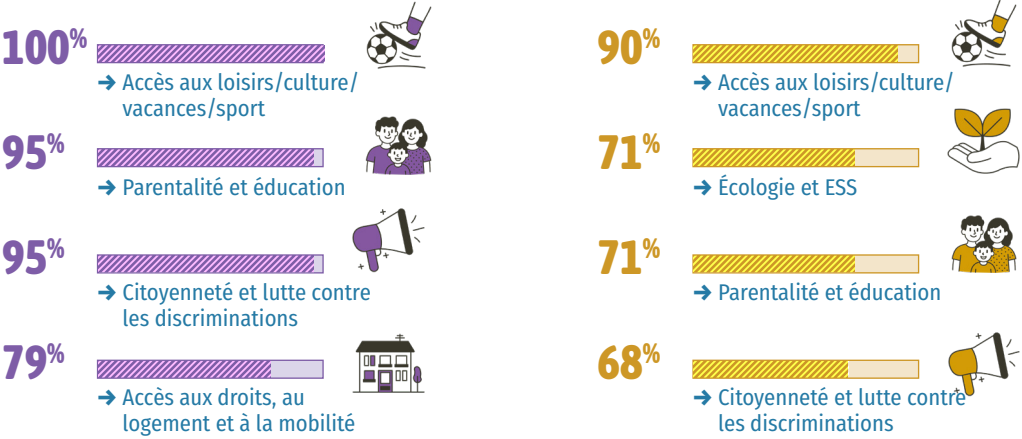 100%
→ Accès aux loisirs/culture/
vacances/sport
95%
→ Parentalité et éducation
95%
→ Citoyenneté et lutte contre
les discriminations
79%
→ Accès aux droits, au
logement et à la mobilité
90%
→ Accès aux loisirs/culture/
vacances/sport
71%
→ Écologie et ESS
71%
→ Parentalité et éducation
68%
→ Citoyenneté et lutte contre
les discriminations